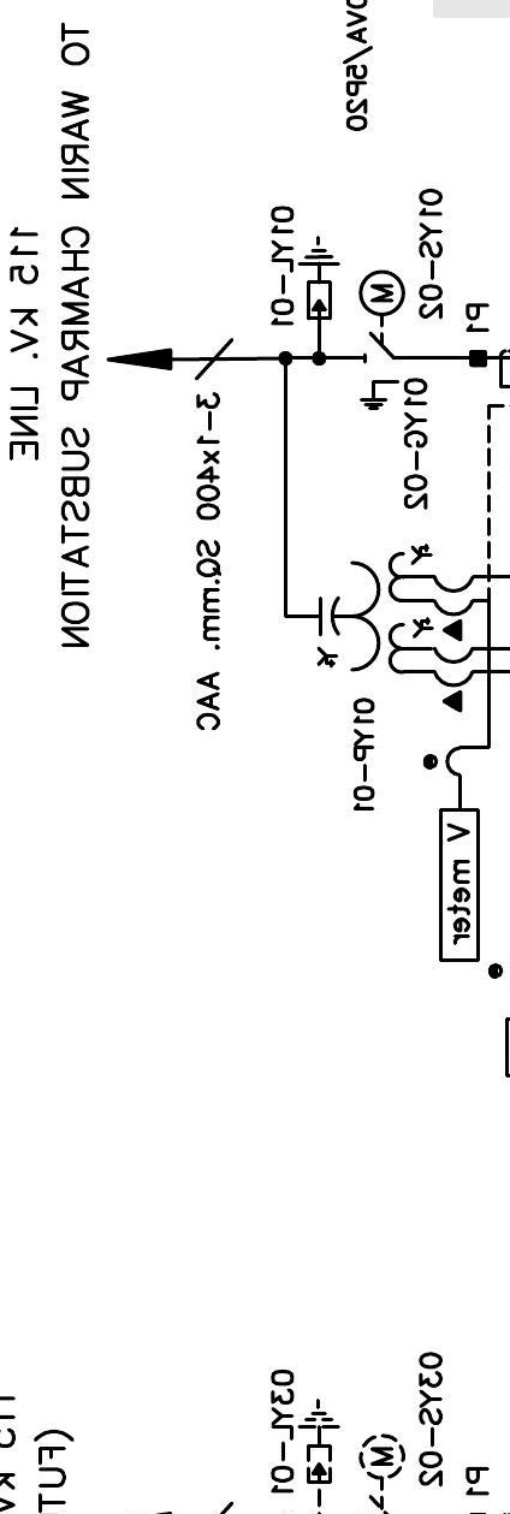 0VA/5P20
01YS-02
P1
01YL-01
M
01YG-02
3-1x400 SQ.mm. AAC
TO WARIN CHAMRAP SUBSTATION
115 kV. LINE
01YP-01
V meter
03YS-02
P1
03YL-01
M
(FUT
115 kV